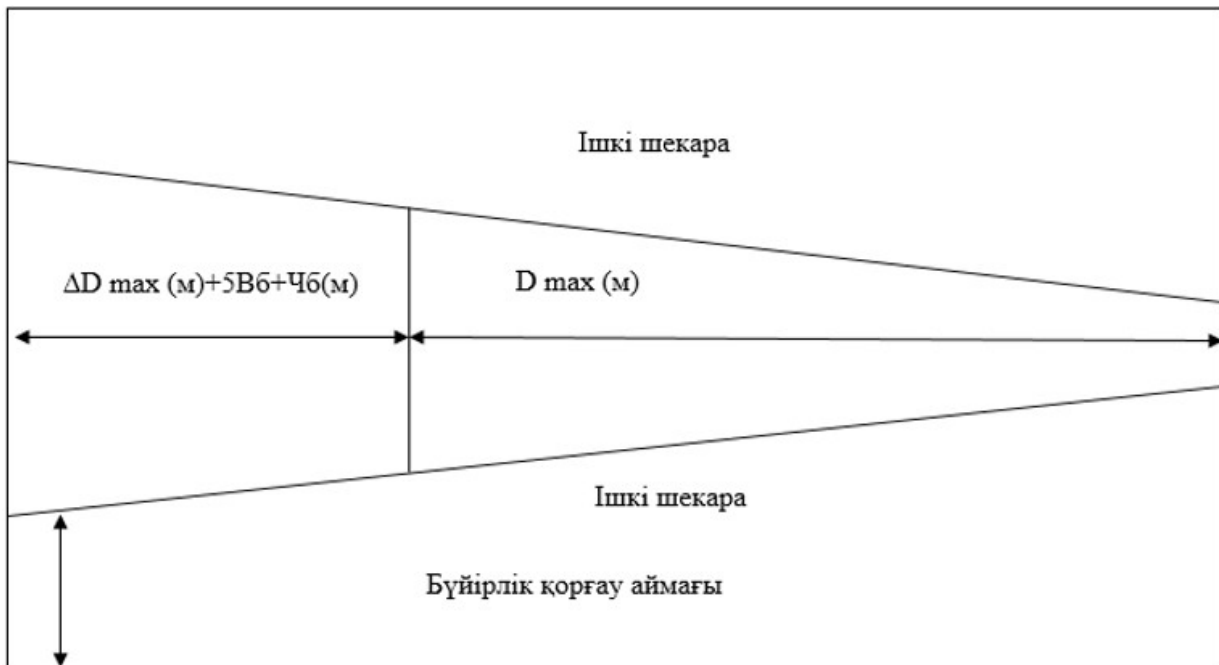 Ішкі шекара
ΔD max (м)+5Вб+Чб(м)
D max (м)
Ішкі шекара
Бүйірлік қорғау аймағы